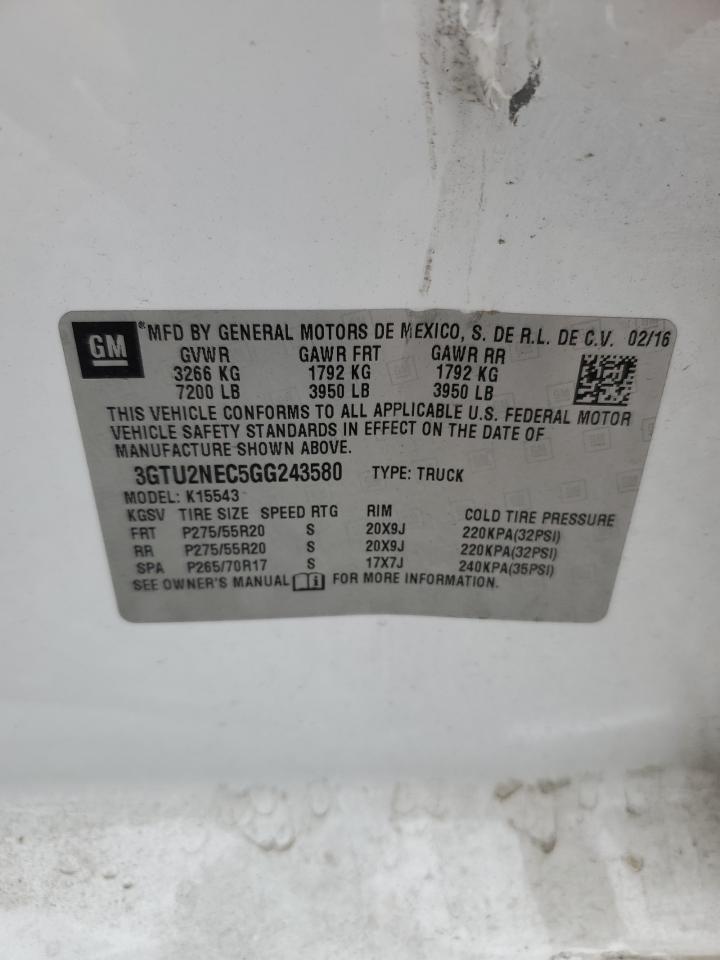 GM ®MFD BY GENERAL MOTORS DE MEXICO, S. DE R.L. DE C.V. 02/16
GVWR GAWR FRT GAWR RR
3266 KG 1792 KG 1792 KG
7200 LB 3950 LB 3950 LB
THIS VEHICLE CONFORMS TO ALL APPLICABLE U.S. FEDERAL MOTOR
VEHICLE SAFETY STANDARDS IN EFFECT ON THE DATE OF
MANUFACTURE SHOWN ABOVE.
3GTU2NEC5GG243580 TYPE: TRUCK
MODEL: K15543
KGSV TIRE SIZE SPEED RTG RIM COLD TIRE PRESSURE
FRT P275/55R20 S 20X9J 220KPA(32PSI)
RR P275/55R20 S 20X9J 220KPA(32PSI)
SPA P265/70R17 S 17X7J 240KPA(35PSI)
SEE OWNER'S MANUAL i FOR MORE INFORMATION.